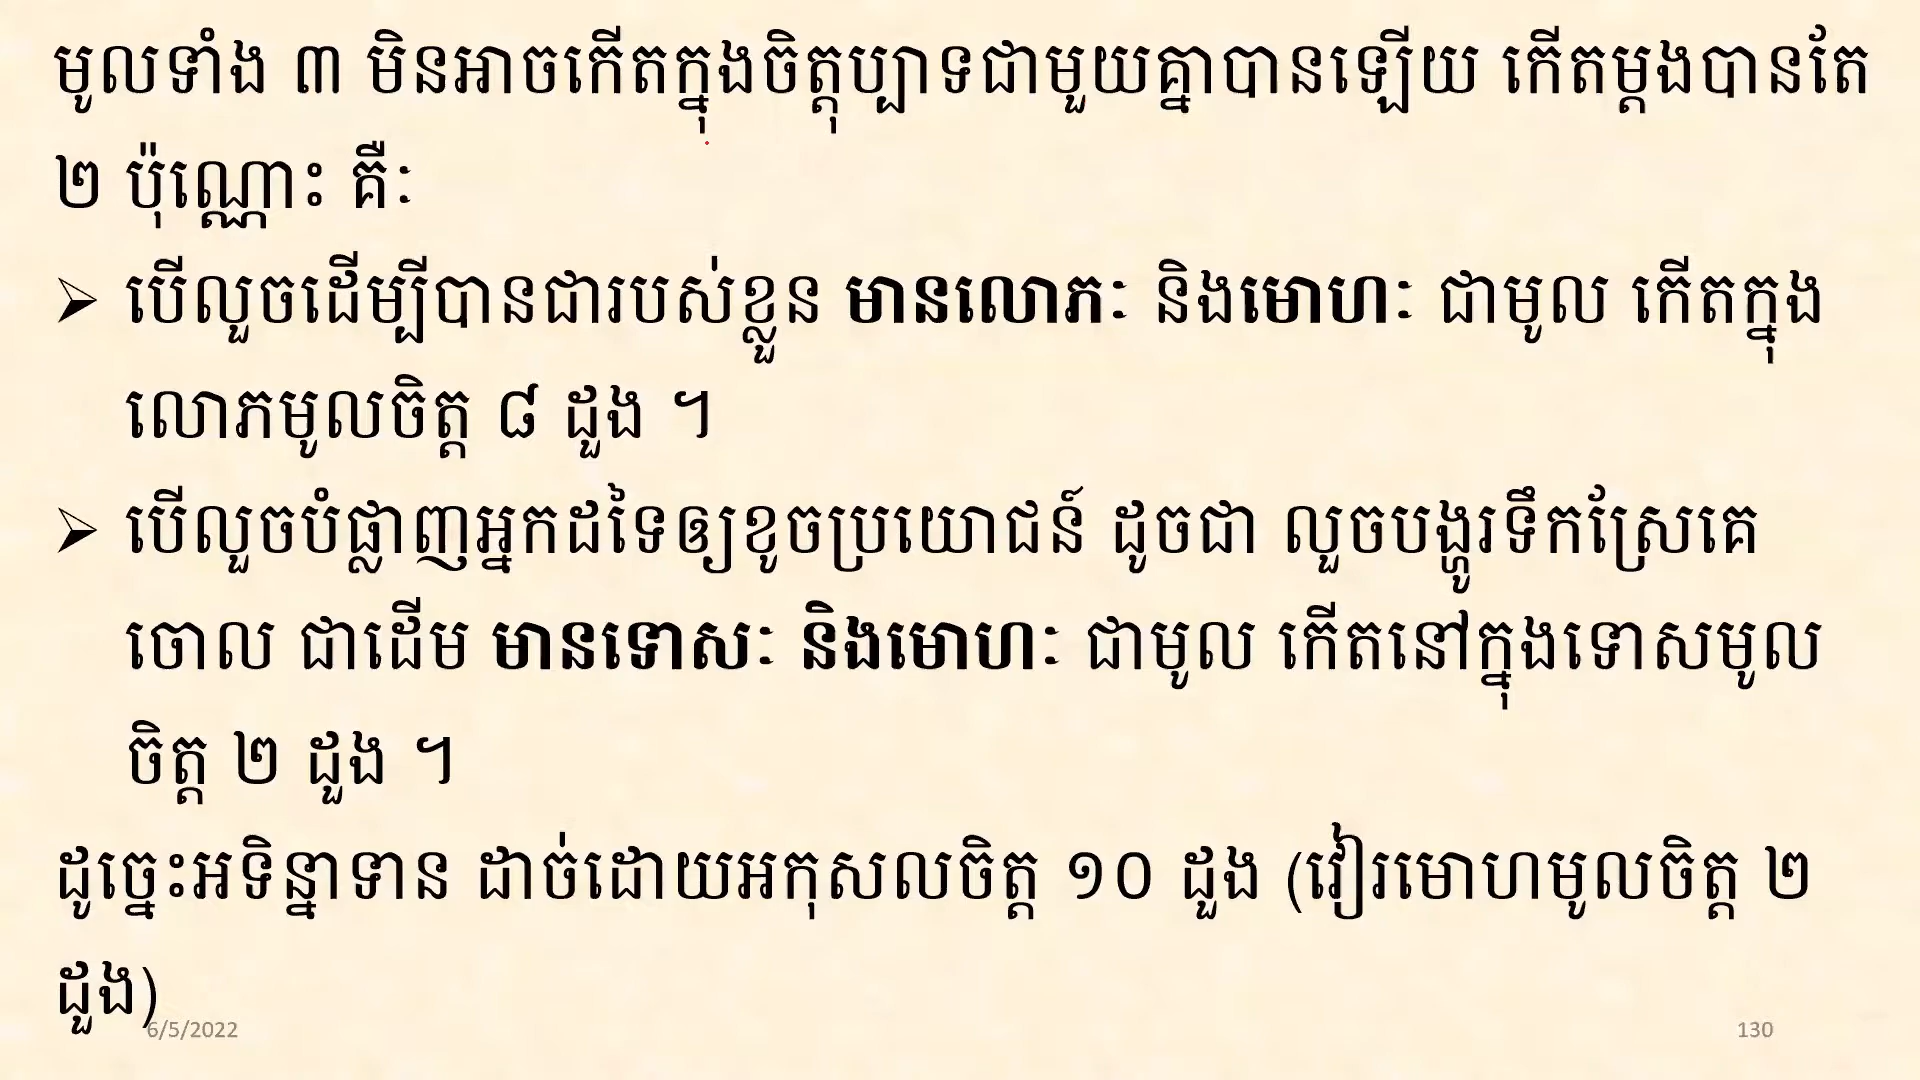 មូលទាំង ៣ មិនអាចកើតក្នុងចិត្តុប្បាទជាមួយគ្នាបានឡើយ កើតម្តងបានតែ
២ ប៉ុណ្ណោះ គឺៈ
➢ បើលួចដើម្បីបានជារបស់ខ្លួន មានលោភៈ និងមោហៈ ជាមូល កើតក្នុង
លោភមូលចិត្ត ៨ ដួង ។
➢ បើលួចបំផ្លាញអ្នកដទៃឲ្យខូចប្រយោជន៍ ដូចជា លួចបង្ហូរទឹកស្រែគេ
ចោល ជាដើម មានទោសៈ និងមោហៈ ជាមូល កើតនៅក្នុងទោសមូល
ចិត្ត ២ ដួង ។
ដូច្នេះអទិន្នាទាន ដាច់ដោយអកុសលចិត្ត ១០ ដួង (វៀរមោហមូលចិត្ត ២
ដួង)
6/5/2022
130